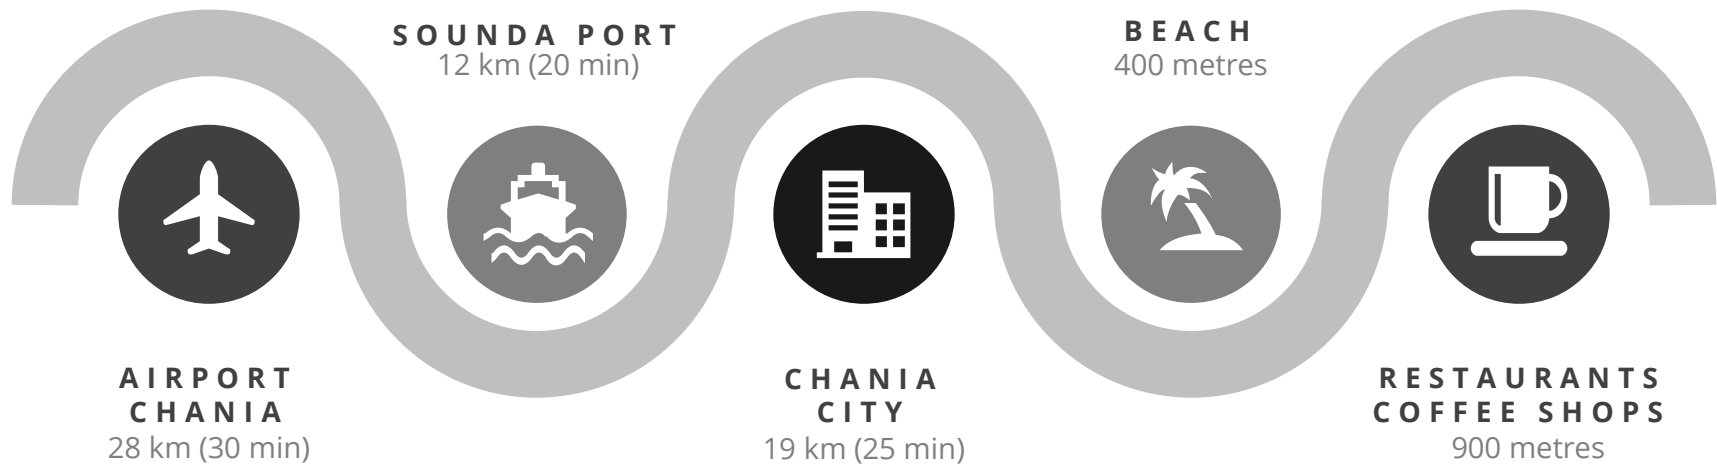 SOUNDA PORT
12 km (20 min)
BEACH
400 metres
AIRPORT
CHANIA
28 km (30 min)
CHANIA
CITY
19 km (25 min)
RESTAURANTS
COFFEE SHOPS
900 metres